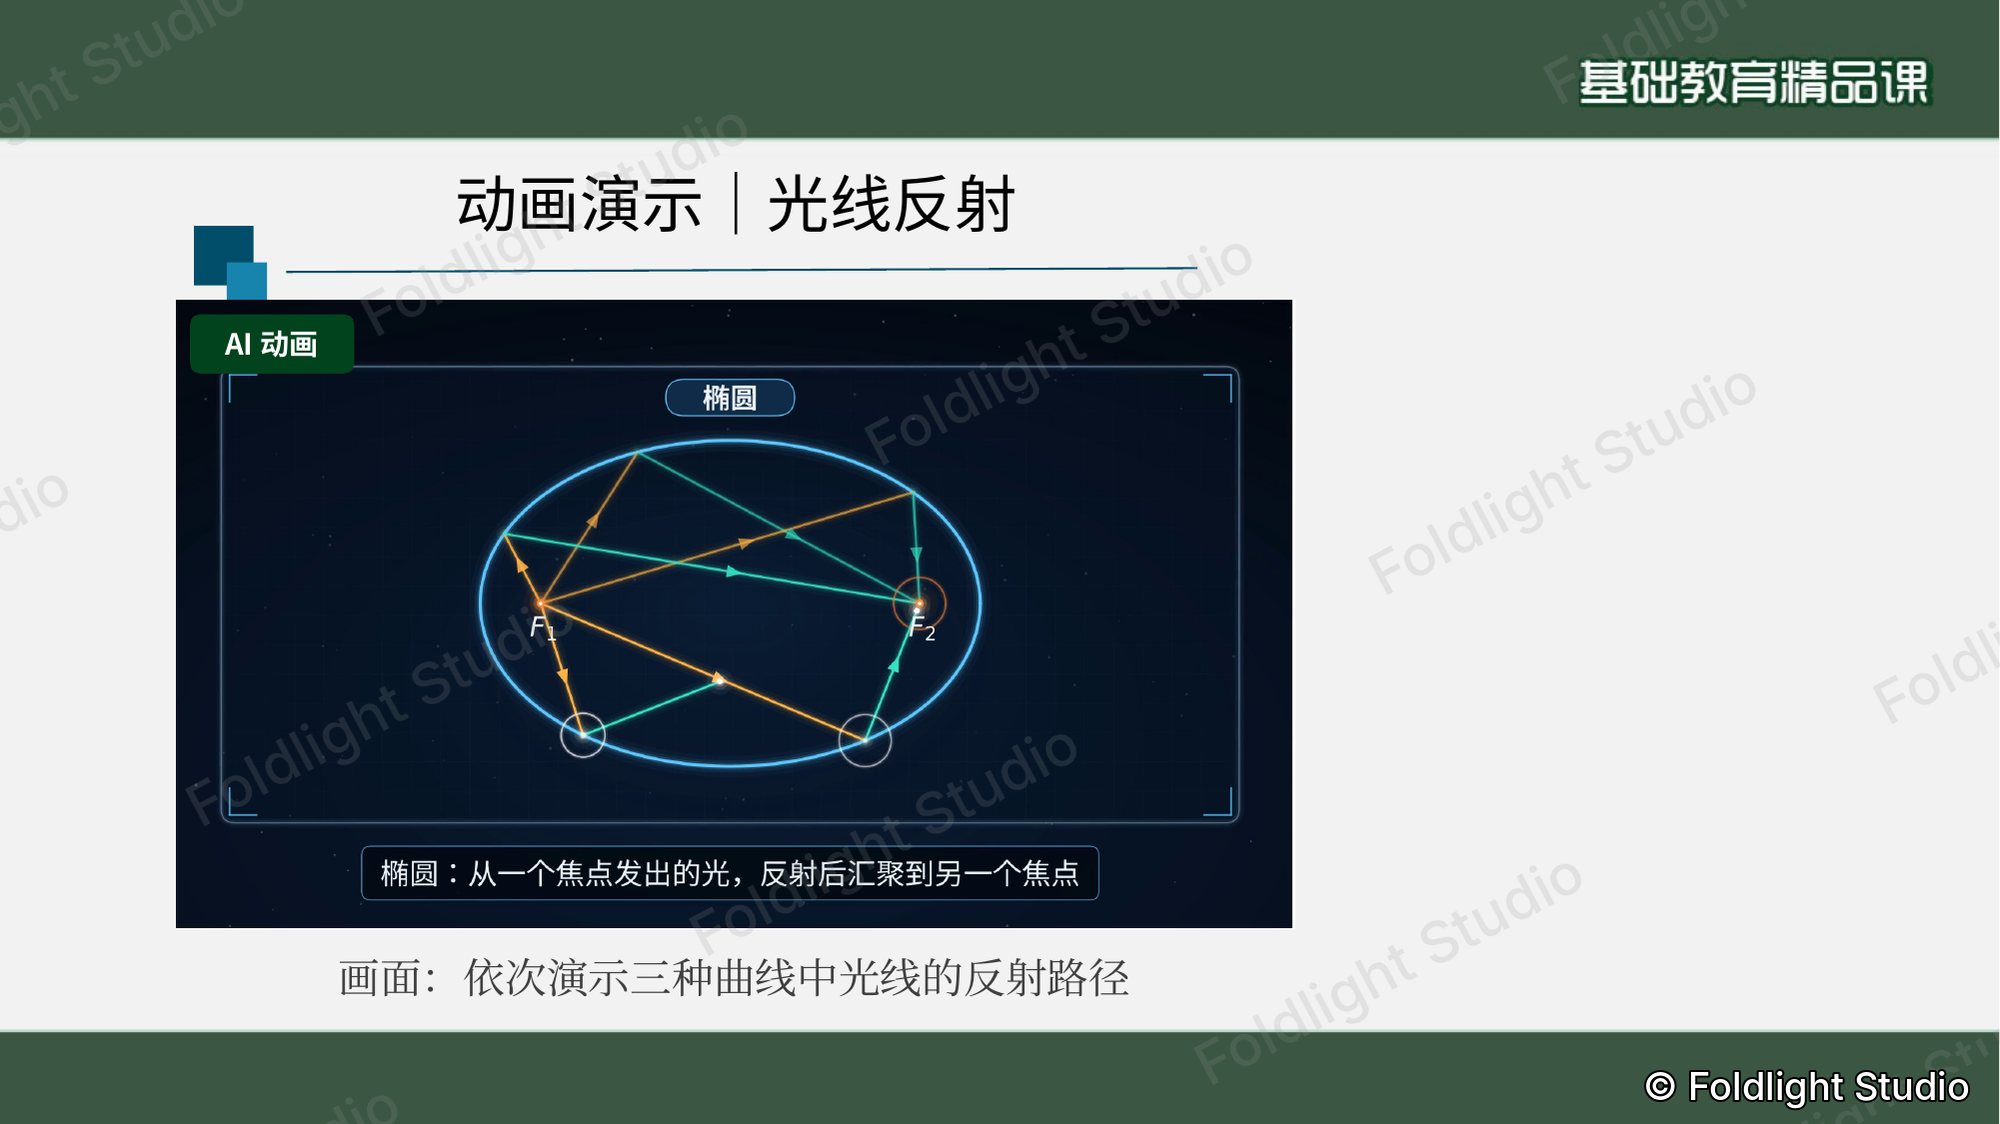 基础教育精品课
动画演示｜光线反射
AI 动画
椭圆
F₁
F₂
椭圆：从一个焦点发出的光，反射后汇聚到另一个焦点
画面：依次演示三种曲线中光线的反射路径
© Foldlight Studio
Foldlight Studio